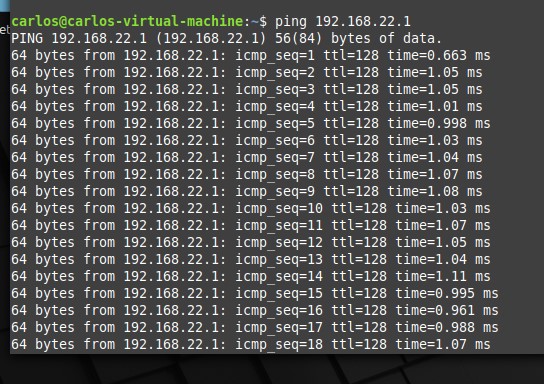 et
carlos@carlos-virtual-machine:~$ ping 192.168.22.1
PING 192.168.22.1 (192.168.22.1) 56(84) bytes of data.
64 bytes from 192.168.22.1: icmp_seq=1 ttl=128 time=0.663 ms
64 bytes from 192.168.22.1: icmp_seq=2 ttl=128 time=1.05 ms
64 bytes from 192.168.22.1: icmp_seq=3 ttl=128 time=1.05 ms
64 bytes from 192.168.22.1: icmp_seq=4 ttl=128 time=1.01 ms
64 bytes from 192.168.22.1: icmp_seq=5 ttl=128 time=0.998 ms
64 bytes from 192.168.22.1: icmp_seq=6 ttl=128 time=1.03 ms
64 bytes from 192.168.22.1: icmp_seq=7 ttl=128 time=1.04 ms
64 bytes from 192.168.22.1: icmp_seq=8 ttl=128 time=1.07 ms
64 bytes from 192.168.22.1: icmp_seq=9 ttl=128 time=1.08 ms
64 bytes from 192.168.22.1: icmp_seq=10 ttl=128 time=1.03 ms
64 bytes from 192.168.22.1: icmp_seq=11 ttl=128 time=1.07 ms
64 bytes from 192.168.22.1: icmp_seq=12 ttl=128 time=1.05 ms
64 bytes from 192.168.22.1: icmp_seq=13 ttl=128 time=1.04 ms
64 bytes from 192.168.22.1: icmp_seq=14 ttl=128 time=1.11 ms
64 bytes from 192.168.22.1: icmp_seq=15 ttl=128 time=0.995 ms
64 bytes from 192.168.22.1: icmp_seq=16 ttl=128 time=0.961 ms
64 bytes from 192.168.22.1: icmp_seq=17 ttl=128 time=0.988 ms
64 bytes from 192.168.22.1: icmp_seq=18 ttl=128 time=1.07 ms